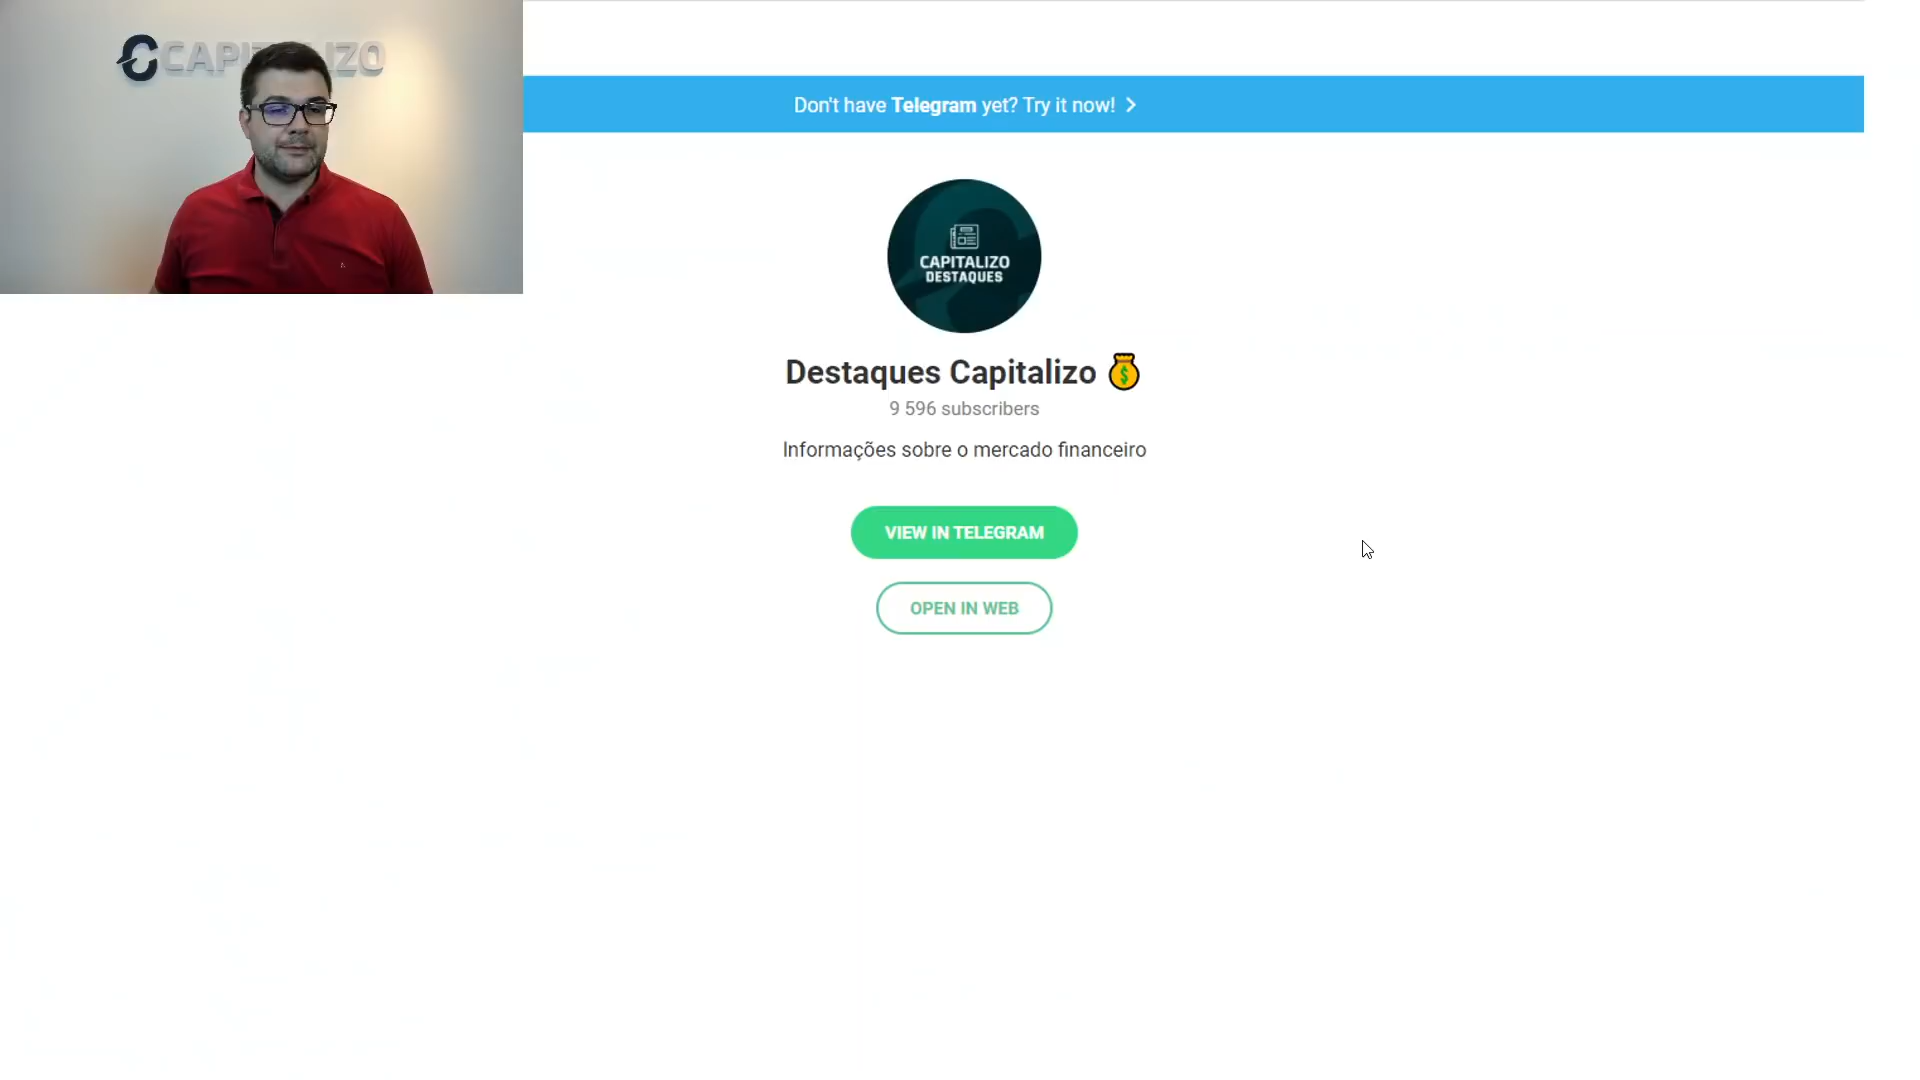 CAPITALIZO
Don't have Telegram yet? Try it now!
CAPITALIZO
DESTAQUES
Destaques Capitalizo
9 596 subscribers
Informações sobre o mercado financeiro
VIEW IN TELEGRAM
OPEN IN WEB